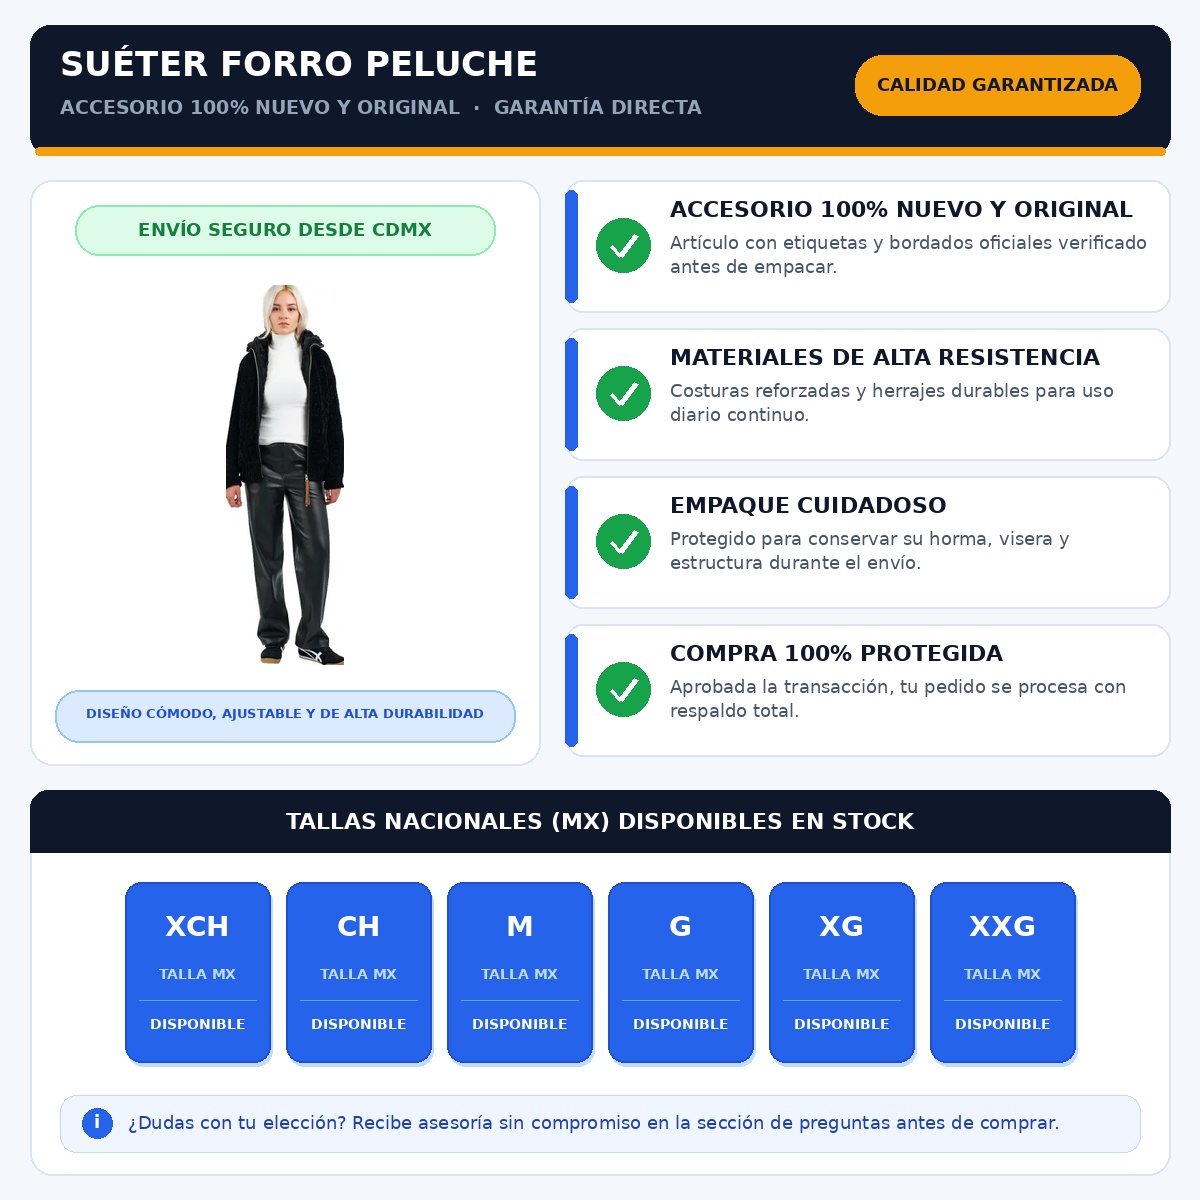 SUÉTER FORRO PELUCHE
ACCESORIO 100% NUEVO Y ORIGINAL · GARANTÍA DIRECTA
CALIDAD GARANTIZADA
ENVÍO SEGURO DESDE CDMX
DISEÑO CÓMODO, AJUSTABLE Y DE ALTA DURABILIDAD
ACCESORIO 100% NUEVO Y ORIGINAL
Artículo con etiquetas y bordados oficiales verificado
antes de empacar.
MATERIALES DE ALTA RESISTENCIA
Costuras reforzadas y herrajes durables para uso
diario continuo.
EMPAQUE CUIDADOSO
Protegido para conservar su horma, visera y
estructura durante el envío.
COMPRA 100% PROTEGIDA
Aprobada la transacción, tu pedido se procesa con
respaldo total.
TALLAS NACIONALES (MX) DISPONIBLES EN STOCK
XCH
TALLA MX
DISPONIBLE
CH
TALLA MX
DISPONIBLE
M
TALLA MX
DISPONIBLE
G
TALLA MX
DISPONIBLE
XG
TALLA MX
DISPONIBLE
XXG
TALLA MX
DISPONIBLE
i
¿Dudas con tu elección? Recibe asesoría sin compromiso en la sección de preguntas antes de comprar.